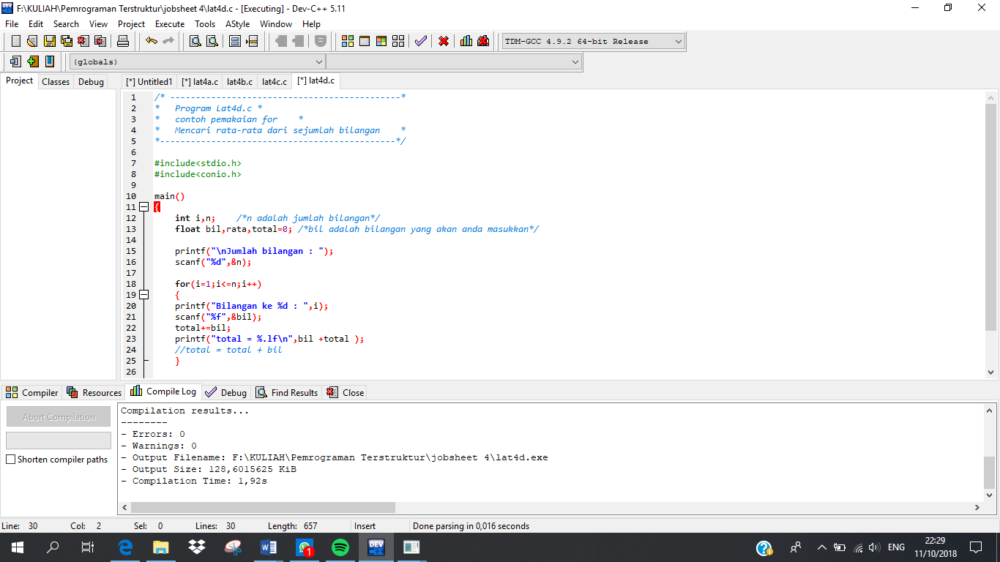 F:\KULIAH\Pemrograman Terstruktur\jobsheet 4\lat4d.c - [Executing] - Dev-C++ 5.11
File Edit Search View Project Execute Tools AStyle Window Help
TDM-GCC 4.9.2 64-bit Release
(globals)
Project Classes Debug [*] Untitled1 [*] lat4a.c lat4b.c lat4c.c [*] lat4d.c
1 /* ---------------------------------------------*
2 * Program Lat4d.c *
3 * contoh pemakaian for *
4 * Mencari rata-rata dari sejumlah bilangan *
5 *----------------------------------------------*/
6
7 #include<stdio.h>
8 #include<conio.h>
9
10 main()
11 {
12 int i,n; /*n adalah jumlah bilangan*/
13 float bil,rata,total=0; /*bil adalah bilangan yang akan anda masukkan*/
14
15 printf("\nJumlah bilangan : ");
16 scanf("%d",&n);
17
18 for(i=1;i<=n;i++)
19 {
20 printf("Bilangan ke %d : ",i);
21 scanf("%f",&bil);
22 total+=bil;
23 printf("total = %.lf\n",bil +total );
24 //total = total + bil
25 }
26
Compiler Resources Compile Log Debug Find Results Close
Abort Compilation
Shorten compiler paths
Compilation results...
--------
- Errors: 0
- Warnings: 0
- Output Filename: F:\KULIAH\Pemrograman Terstruktur\jobsheet 4\lat4d.exe
- Output Size: 128,6015625 KiB
- Compilation Time: 1,92s
Line: 30 Col: 2 Sel: 0 Lines: 30 Length: 657 Insert Done parsing in 0,016 seconds
1
DEV
ENG
22:29
11/10/2018